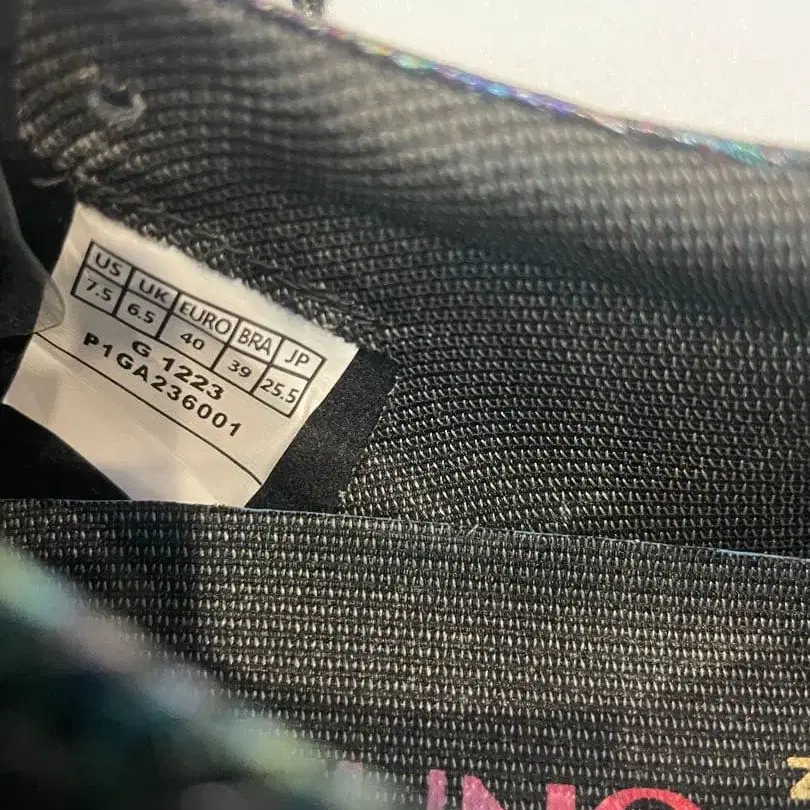 US UK EURO BRA JP
7.5 6.5 40 39 25.5
G 1223
P1GA236001